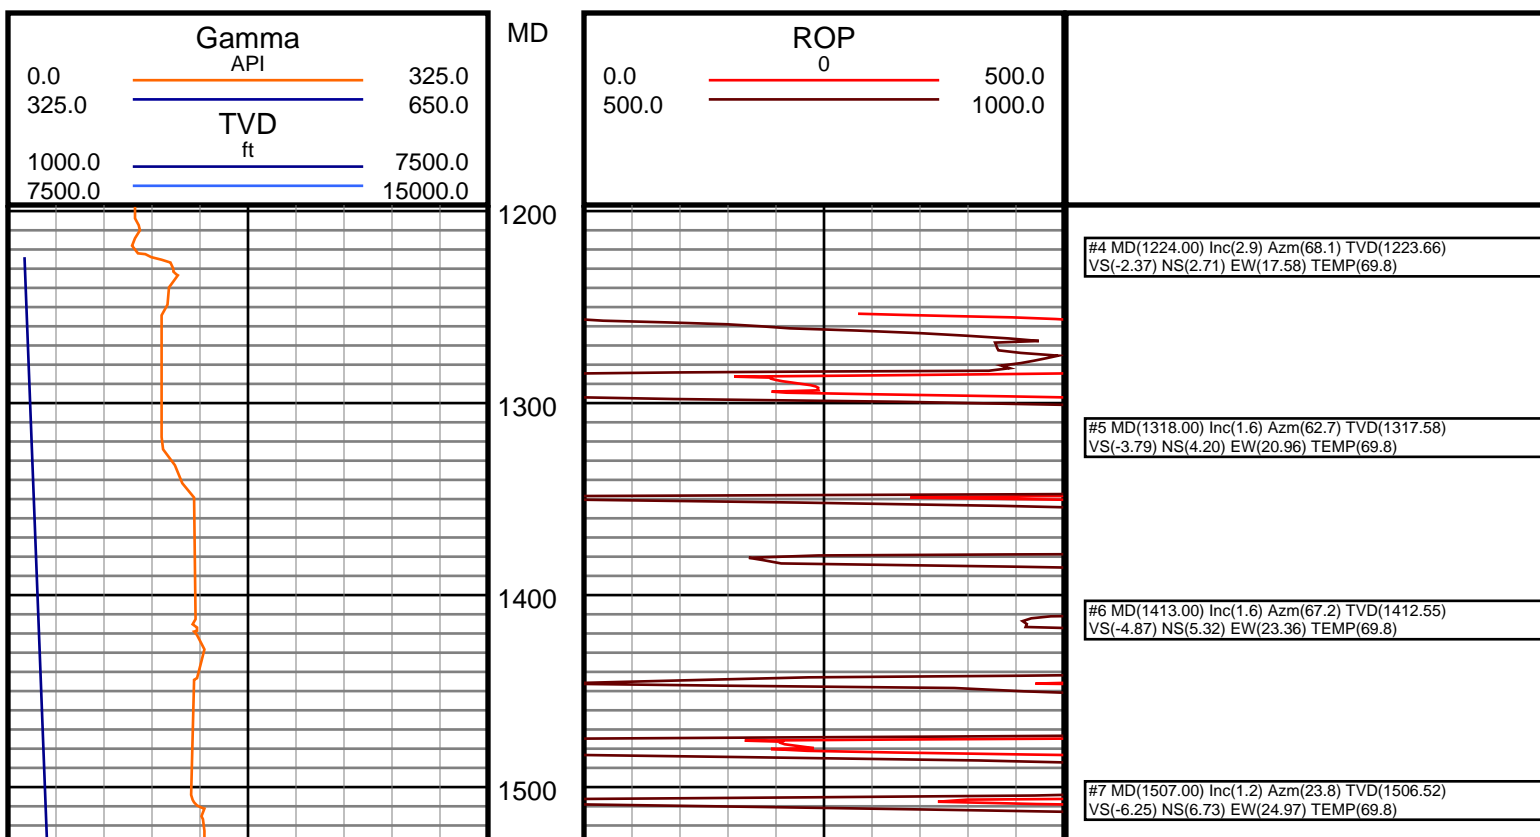 Gamma
API
0.0 325.0
325.0 650.0
TVD
ft
1000.0 7500.0
7500.0 15000.0
MD
ROP
0
0.0 500.0
500.0 1000.0
1200
#4 MD(1224.00) Inc(2.9) Azm(68.1) TVD(1223.66)
VS(-2.37) NS(2.71) EW(17.58) TEMP(69.8)
1300
#5 MD(1318.00) Inc(1.6) Azm(62.7) TVD(1317.58)
VS(-3.79) NS(4.20) EW(20.96) TEMP(69.8)
1400
#6 MD(1413.00) Inc(1.6) Azm(67.2) TVD(1412.55)
VS(-4.87) NS(5.32) EW(23.36) TEMP(69.8)
1500
#7 MD(1507.00) Inc(1.2) Azm(23.8) TVD(1506.52)
VS(-6.25) NS(6.73) EW(24.97) TEMP(69.8)